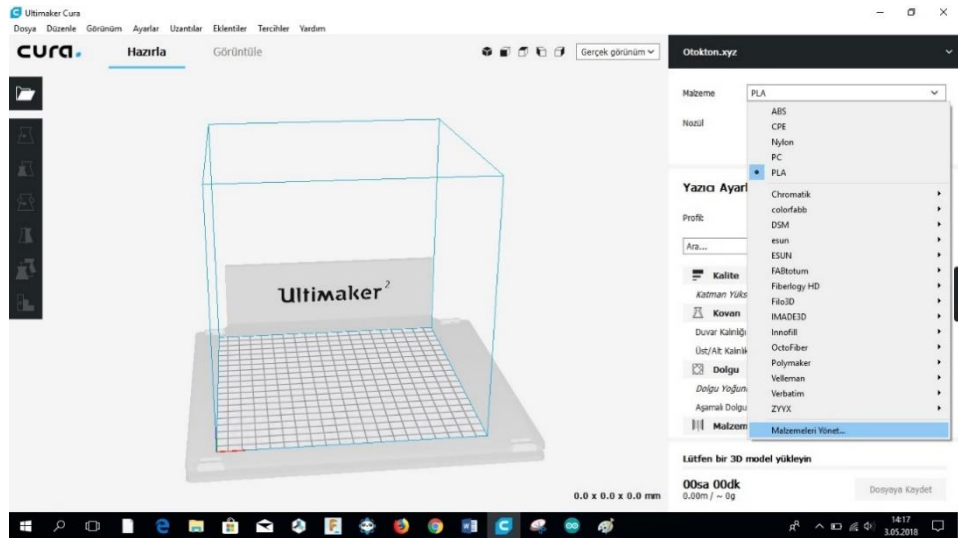 Ultimaker Cura
Dosya Düzenle Görünüm Ayarlar Uzantılar Eklentiler Tercihler Yardım
cura.
Hazırla
Görüntüle
Gerçek görünüm
Otokton.xyz
Malzeme
PLA
Nozül
ABS
CPE
Nylon
PC
PLA
Chromatik
colorfabb
DSM
esun
ESUN
FABtotum
Fiberlogy HD
Filo3D
IMADE3D
Innofill
OctoFiber
Polymaker
Velleman
Verbatim
ZYYX
Malzemeleri Yönet...
Yazıcı Ayarl
Profil:
Ara...
Kalite
Katman Yüks
Kovan
Duvar Kalınlığı
Üst/Alt Kalınlık
Dolgu
Dolgu Yoğun
Aşamalı Dolgu
Malzem
Ultimaker²
Lütfen bir 3D model yükleyin
00sa 00dk
0.00m / ~ 0g
Dosyaya Kaydet
0.0 x 0.0 x 0.0 mm
14:17
3.05.2018